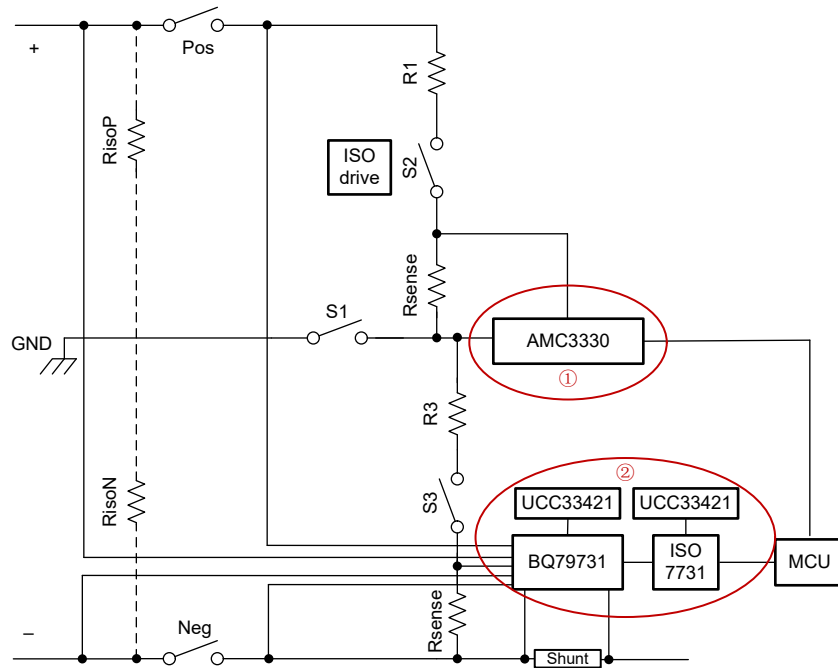 +
Pos
R1
RisoP
ISO
drive
S2
Rsense
S1
GND
AMC3330
①
R3
②
RisoN
S3
UCC33421
UCC33421
BQ79731
ISO
7731
MCU
Rsense
Neg
–
Shunt